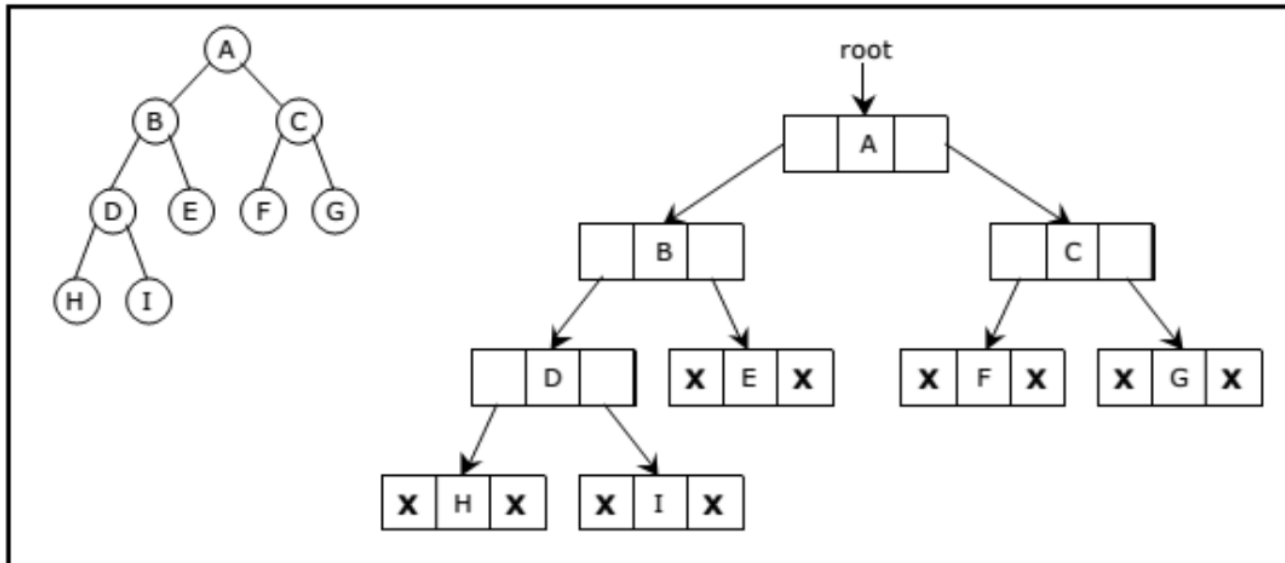 A
B C
D E F G
H I
root
A
B C
D X E X X F X X G X
X H X X I X